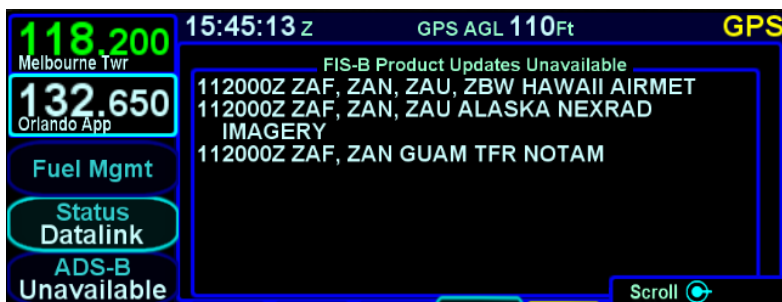 118.200
Melbourne Twr
132.650
Orlando App
Fuel Mgmt
Status
Datalink
ADS-B
Unavailable
15:45:13 Z
GPS AGL 110Ft
GPS
FIS-B Product Updates Unavailable
112000Z ZAF, ZAN, ZAU, ZBW HAWAII AIRMET
112000Z ZAF, ZAN, ZAU ALASKA NEXRAD
IMAGERY
112000Z ZAF, ZAN GUAM TFR NOTAM
Scroll